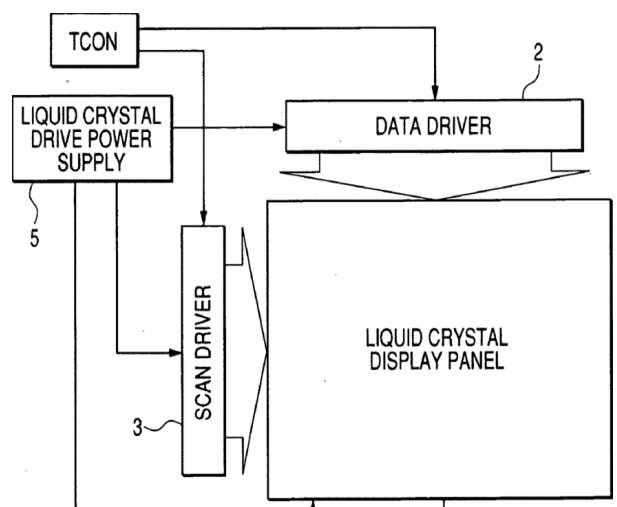 TCON
2
LIQUID CRYSTAL
DRIVE POWER
SUPPLY
DATA DRIVER
5
SCAN DRIVER
LIQUID CRYSTAL
DISPLAY PANEL
3